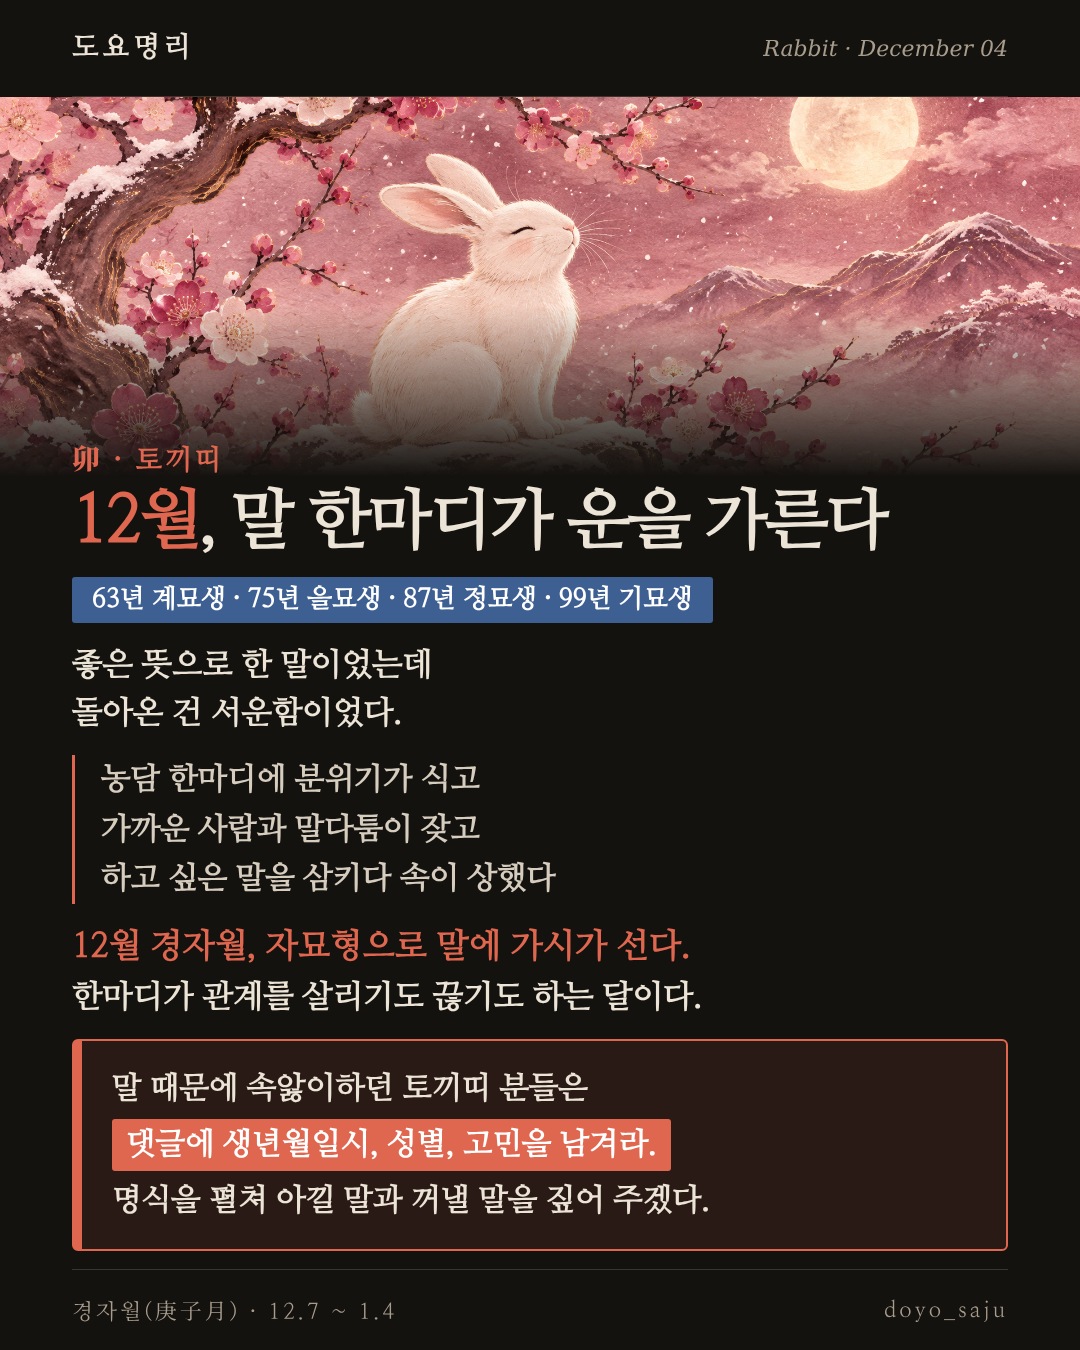 도요명리
Rabbit · December 04
卯 · 토끼띠
12월, 말 한마디가 운을 가른다
63년 계묘생 · 75년 을묘생 · 87년 정묘생 · 99년 기묘생
좋은 뜻으로 한 말이었는데
돌아온 건 서운함이었다.
농담 한마디에 분위기가 식고
가까운 사람과 말다툼이 잦고
하고 싶은 말을 삼키다 속이 상했다
12월 경자월, 자묘형으로 말에 가시가 선다.
한마디가 관계를 살리기도 끊기도 하는 달이다.
말 때문에 속앓이하던 토끼띠 분들은
댓글에 생년월일시, 성별, 고민을 남겨라.
명식을 펼쳐 아낄 말과 꺼낼 말을 짚어 주겠다.
경자월(庚子月) · 12.7 ~ 1.4
doyo_saju